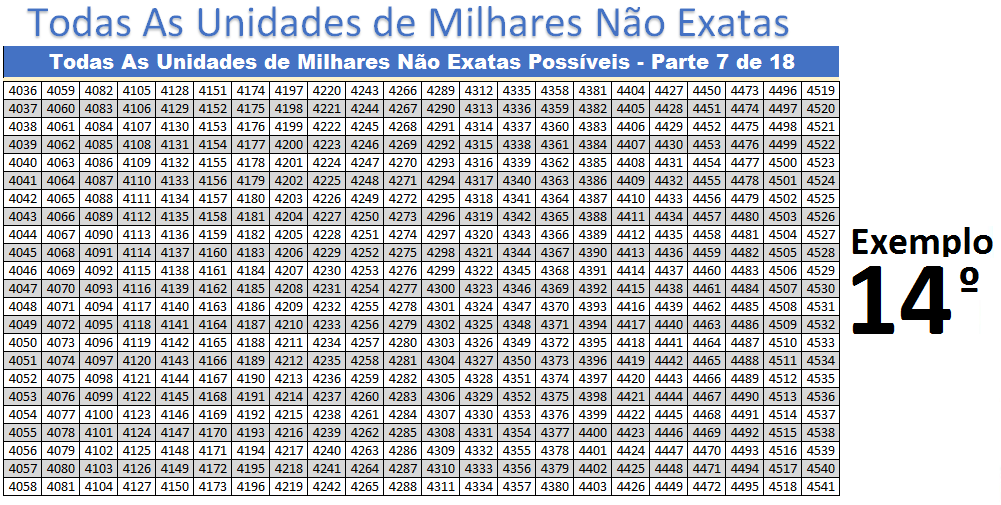 Todas As Unidades de Milhares Não Exatas
Todas As Unidades de Milhares Não Exatas Possíveis - Parte 7 de 18
4036 4059 4082 4105 4128 4151 4174 4197 4220 4243 4266 4289 4312 4335 4358 4381 4404 4427 4450 4473 4496 4519
4037 4060 4083 4106 4129 4152 4175 4198 4221 4244 4267 4290 4313 4336 4359 4382 4405 4428 4451 4474 4497 4520
4038 4061 4084 4107 4130 4153 4176 4199 4222 4245 4268 4291 4314 4337 4360 4383 4406 4429 4452 4475 4498 4521
4039 4062 4085 4108 4131 4154 4177 4200 4223 4246 4269 4292 4315 4338 4361 4384 4407 4430 4453 4476 4499 4522
4040 4063 4086 4109 4132 4155 4178 4201 4224 4247 4270 4293 4316 4339 4362 4385 4408 4431 4454 4477 4500 4523
4041 4064 4087 4110 4133 4156 4179 4202 4225 4248 4271 4294 4317 4340 4363 4386 4409 4432 4455 4478 4501 4524
4042 4065 4088 4111 4134 4157 4180 4203 4226 4249 4272 4295 4318 4341 4364 4387 4410 4433 4456 4479 4502 4525
4043 4066 4089 4112 4135 4158 4181 4204 4227 4250 4273 4296 4319 4342 4365 4388 4411 4434 4457 4480 4503 4526
4044 4067 4090 4113 4136 4159 4182 4205 4228 4251 4274 4297 4320 4343 4366 4389 4412 4435 4458 4481 4504 4527
4045 4068 4091 4114 4137 4160 4183 4206 4229 4252 4275 4298 4321 4344 4367 4390 4413 4436 4459 4482 4505 4528
4046 4069 4092 4115 4138 4161 4184 4207 4230 4253 4276 4299 4322 4345 4368 4391 4414 4437 4460 4483 4506 4529
4047 4070 4093 4116 4139 4162 4185 4208 4231 4254 4277 4300 4323 4346 4369 4392 4415 4438 4461 4484 4507 4530
4048 4071 4094 4117 4140 4163 4186 4209 4232 4255 4278 4301 4324 4347 4370 4393 4416 4439 4462 4485 4508 4531
4049 4072 4095 4118 4141 4164 4187 4210 4233 4256 4279 4302 4325 4348 4371 4394 4417 4440 4463 4486 4509 4532
4050 4073 4096 4119 4142 4165 4188 4211 4234 4257 4280 4303 4326 4349 4372 4395 4418 4441 4464 4487 4510 4533
4051 4074 4097 4120 4143 4166 4189 4212 4235 4258 4281 4304 4327 4350 4373 4396 4419 4442 4465 4488 4511 4534
4052 4075 4098 4121 4144 4167 4190 4213 4236 4259 4282 4305 4328 4351 4374 4397 4420 4443 4466 4489 4512 4535
4053 4076 4099 4122 4145 4168 4191 4214 4237 4260 4283 4306 4329 4352 4375 4398 4421 4444 4467 4490 4513 4536
4054 4077 4100 4123 4146 4169 4192 4215 4238 4261 4284 4307 4330 4353 4376 4399 4422 4445 4468 4491 4514 4537
4055 4078 4101 4124 4147 4170 4193 4216 4239 4262 4285 4308 4331 4354 4377 4400 4423 4446 4469 4492 4515 4538
4056 4079 4102 4125 4148 4171 4194 4217 4240 4263 4286 4309 4332 4355 4378 4401 4424 4447 4470 4493 4516 4539
4057 4080 4103 4126 4149 4172 4195 4218 4241 4264 4287 4310 4333 4356 4379 4402 4425 4448 4471 4494 4517 4540
4058 4081 4104 4127 4150 4173 4196 4219 4242 4265 4288 4311 4334 4357 4380 4403 4426 4449 4472 4495 4518 4541
Exemplo
14º